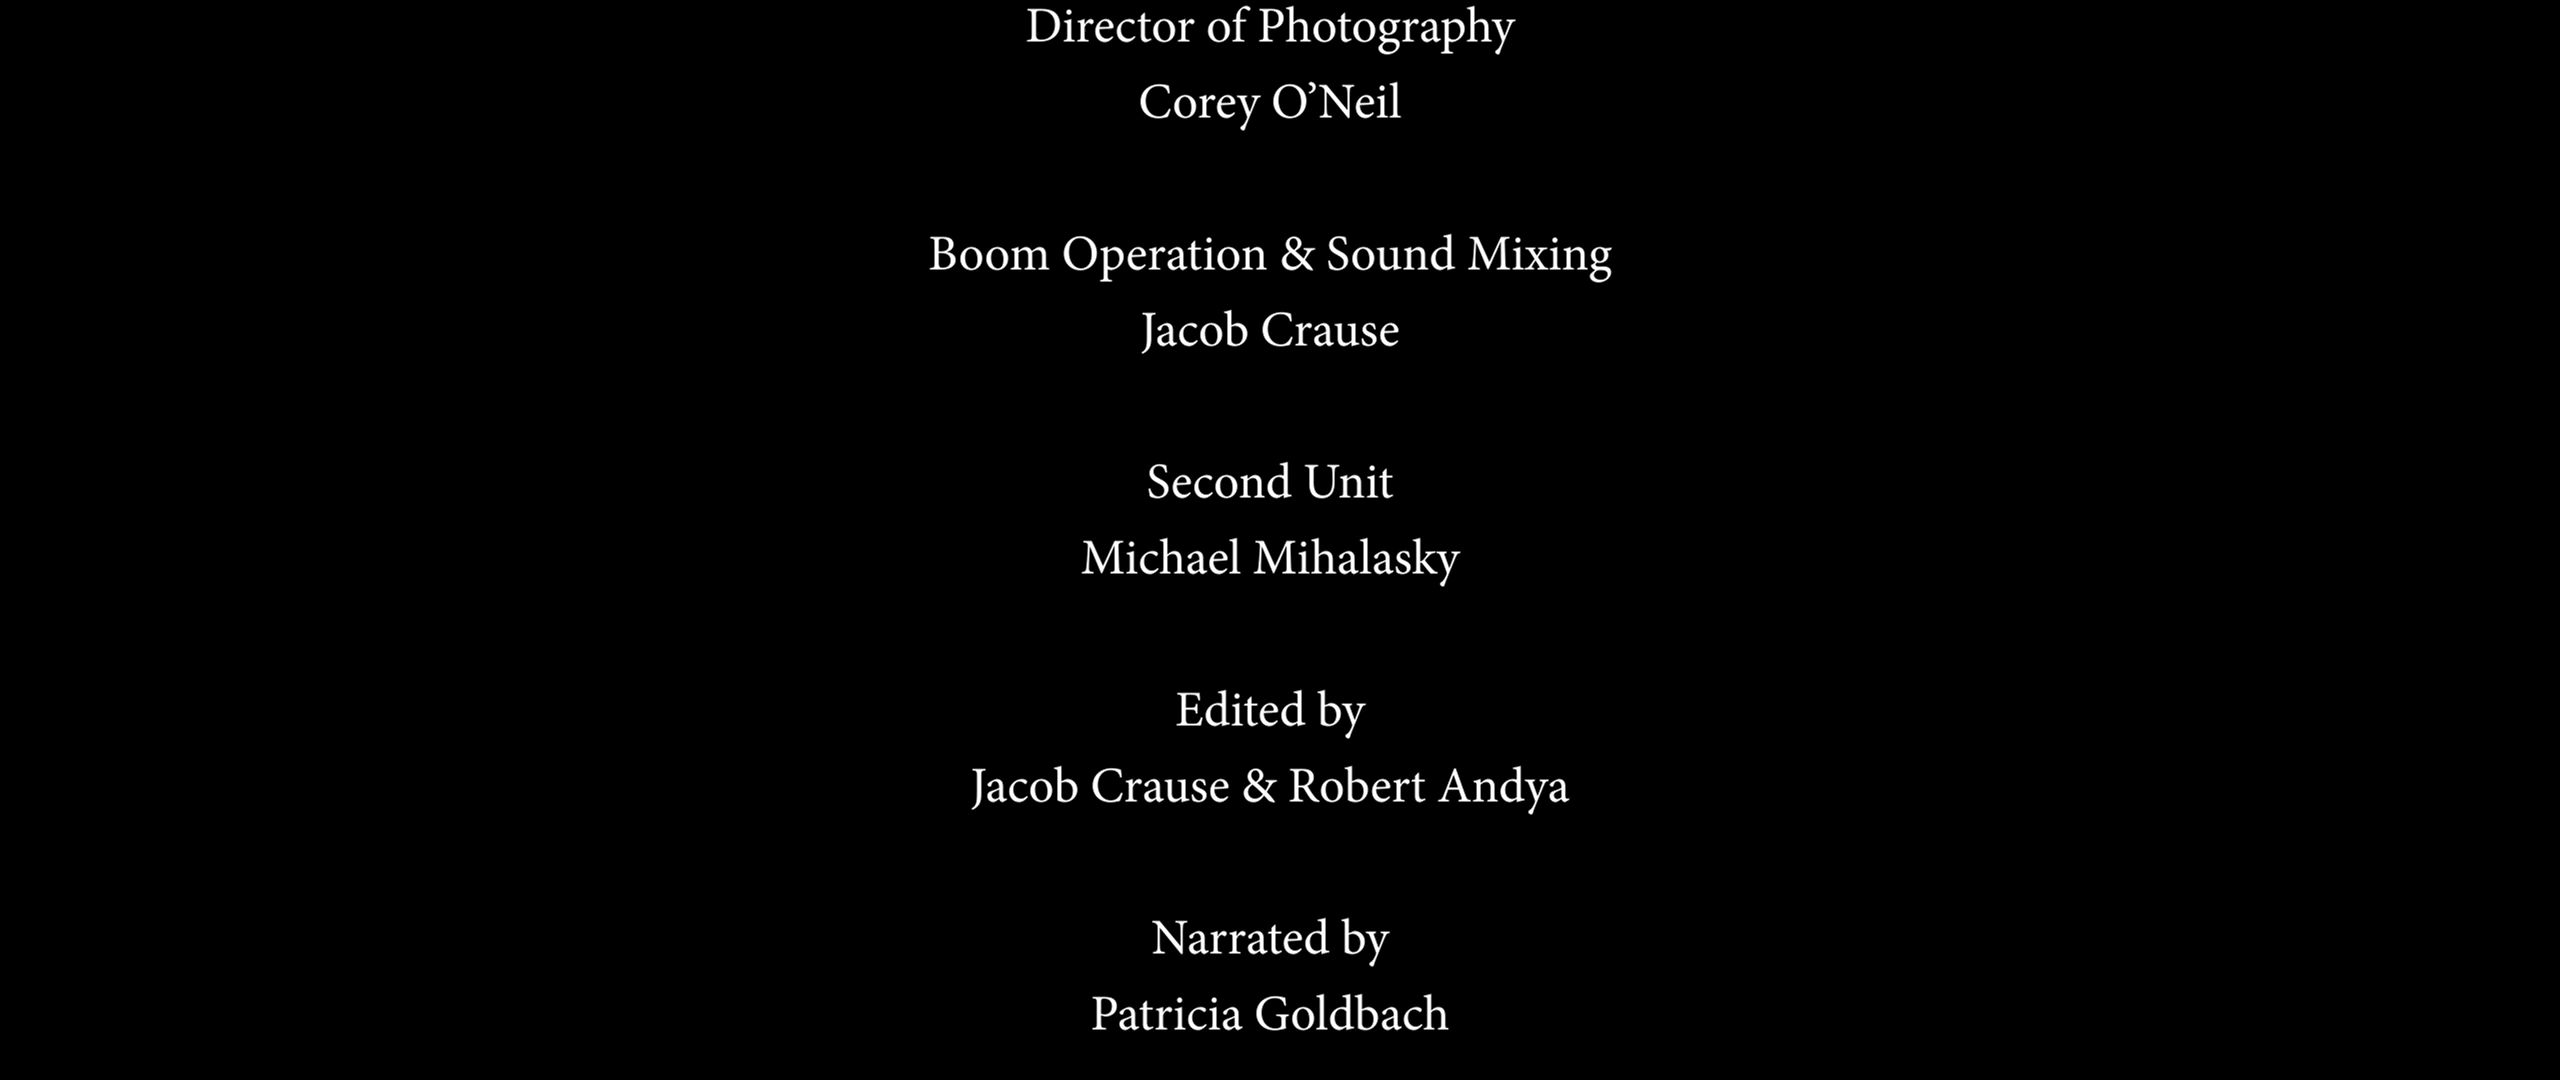 Director of Photography
Corey O’Neil
Boom Operation & Sound Mixing
Jacob Crause
Second Unit
Michael Mihalasky
Edited by
Jacob Crause & Robert Andya
Narrated by
Patricia Goldbach